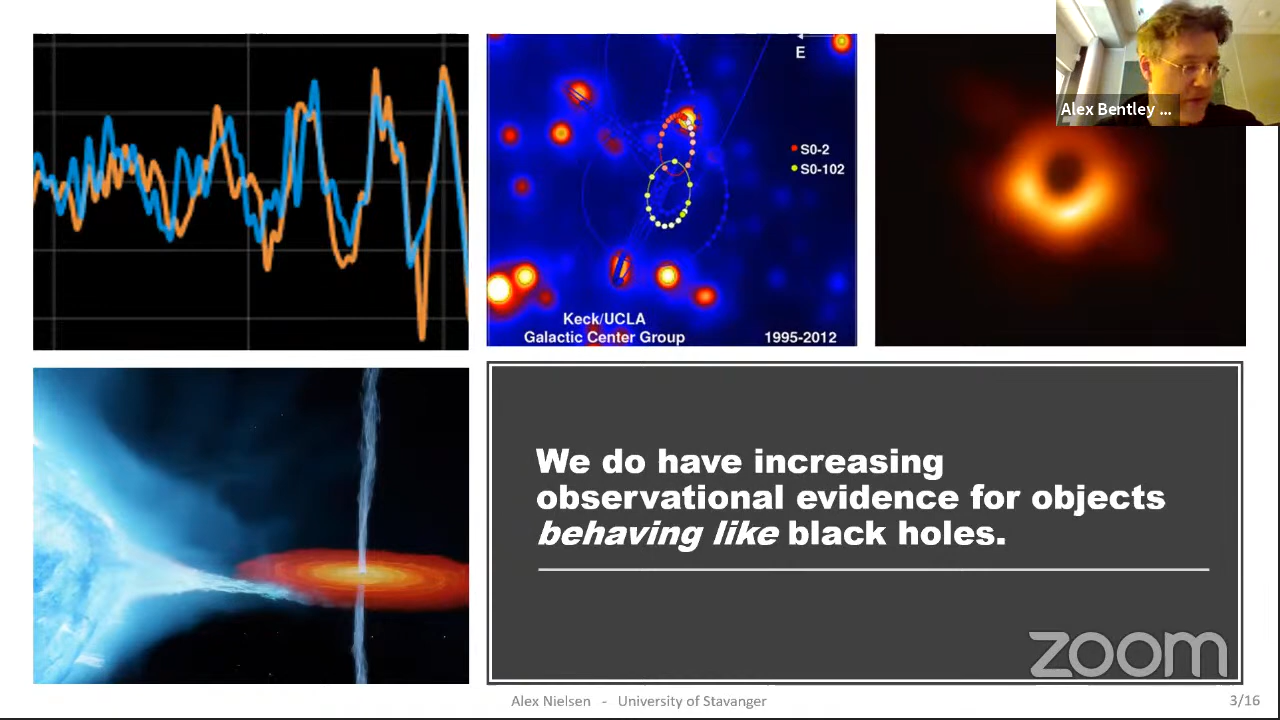 E
S0-2
S0-102
Keck/UCLA
Galactic Center Group
1995-2012
Alex Bentley ...
We do have increasing
observational evidence for objects
behaving like black holes.
zoom
Alex Nielsen - University of Stavanger
3/16